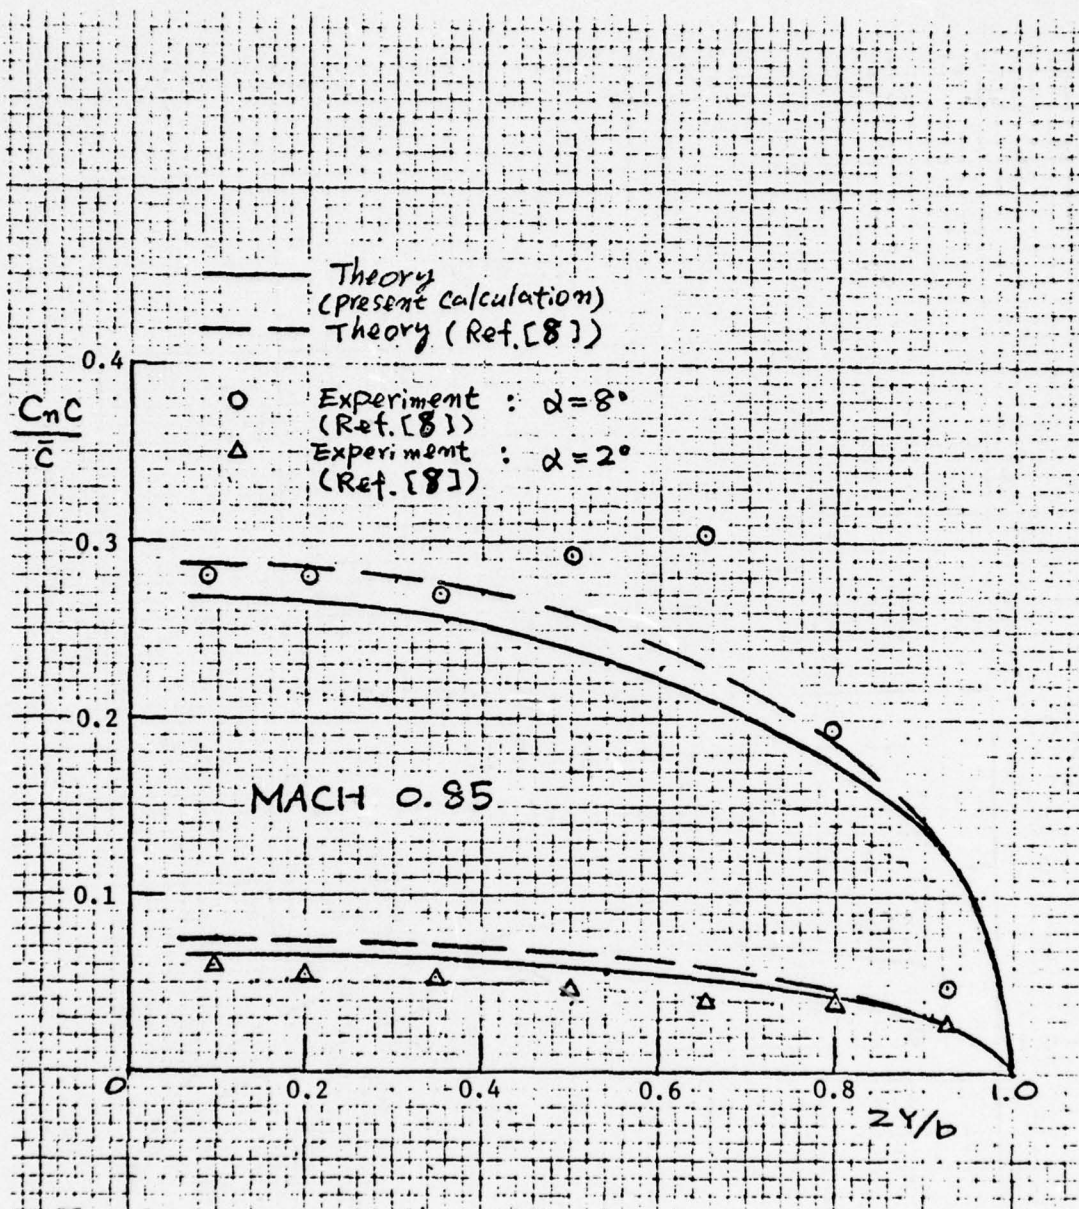 Theory
(present calculation)
Theory (Ref.[8])
0.4
CnC
c̄
Experiment : α=8°
(Ref.[8])
Experiment : α=2°
(Ref.[8])
0.3
0.2
MACH 0.85
0.1
0 0.2 0.4 0.6 0.8 1.0
2Y/b